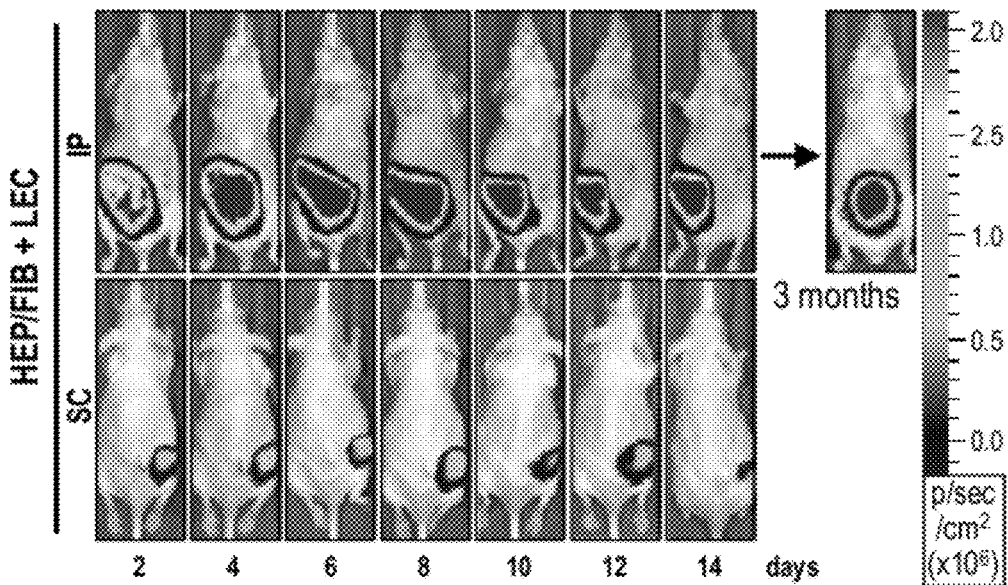 HEP/FIB + LEC
IP
SC
3 months
2 4 6 8 10 12 14 days
2.0
2.5
1.0
0.5
0.0
p/sec
/cm²
(x10⁶)